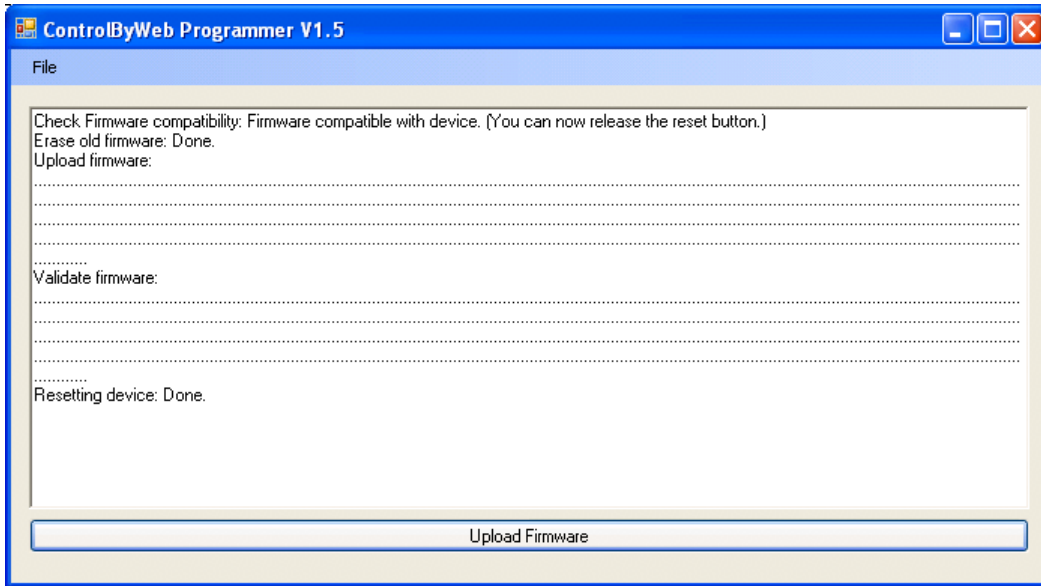 ControlByWeb Programmer V1.5
File
Check Firmware compatibility: Firmware compatible with device. (You can now release the reset button.)
Erase old firmware: Done.
Upload firmware:
Validate firmware:
Resetting device: Done.
Upload Firmware